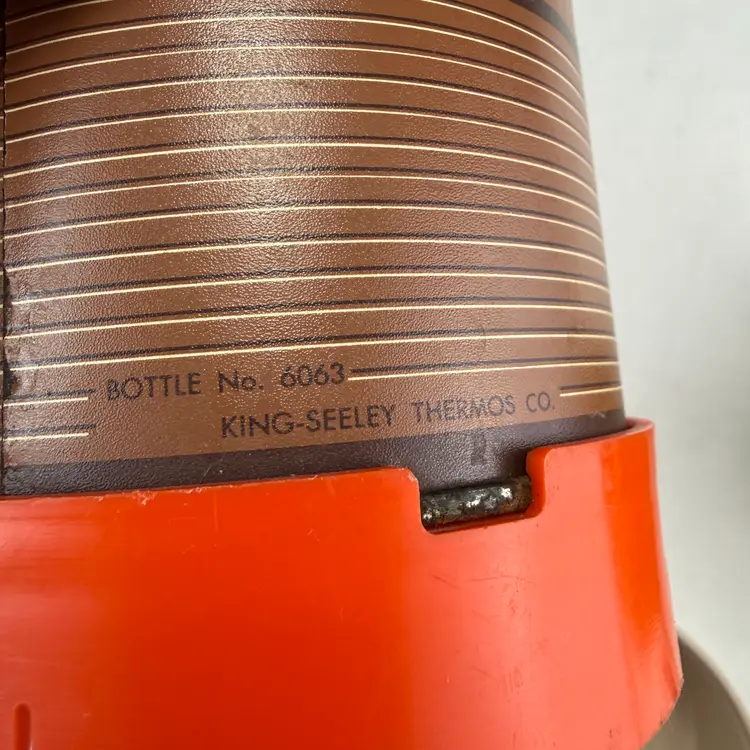 BOTTLE No. 6063
KING-SEELEY THERMOS CO.